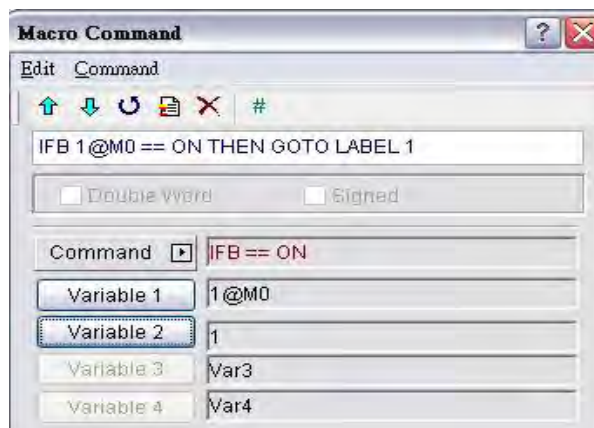 Macro Command
Edit Command
#
IFB 1@M0 == ON THEN GOTO LABEL 1
Double Word Signed
Command IFB == ON
Variable 1 1@M0
Variable 2 1
Variable 3 Var3
Variable 4 Var4